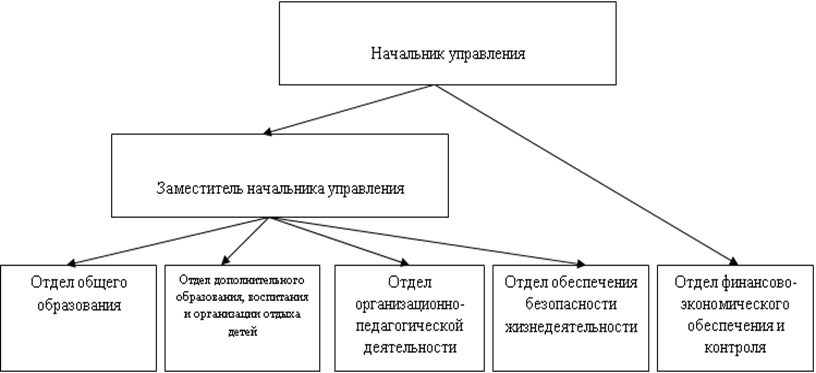 Начальник управления
Заместитель начальника управления
Отдел общего
образования
Отдел дополнительного
образования, воспитания
и организации отдыха
детей
Отдел
организационно-
педагогической
деятельности
Отдел обеспечения
безопасности
жизнедеятельности
Отдел финансово-
экономического
обеспечения и
контроля